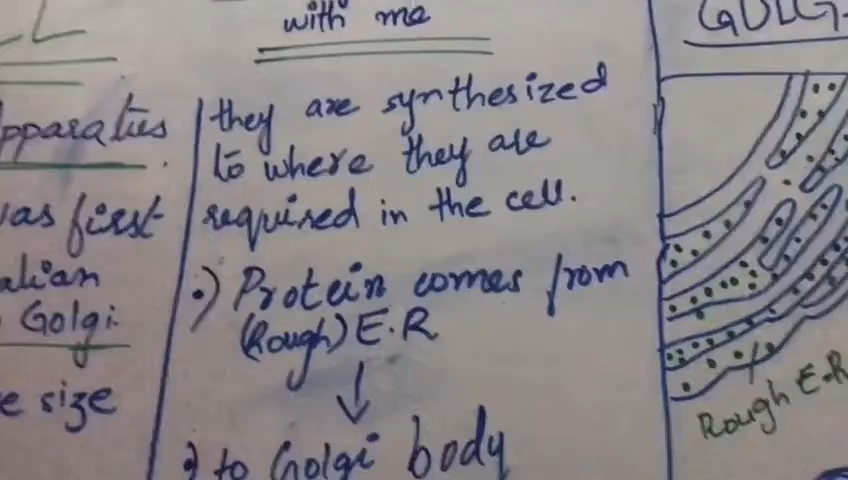 with me
GOLG
Apparatus
was first
alian
Golgi.
e size
they are synthesized
to where they are
required in the cell.
•) Protein comes from
(Rough) E.R
↓
•) to Golgi body
Rough E.R